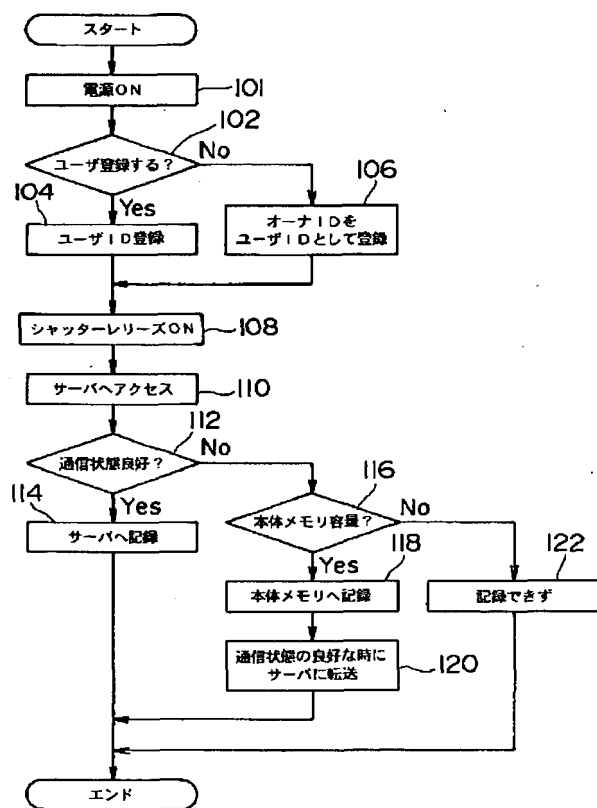 スタート
電源ON
101
102
ユーザ登録する？
No
106
104
Yes
ユーザID登録
オーナIDを
ユーザIDとして登録
シャッターレリーズON
108
サーバへアクセス
110
112
通信状態良好？
No
116
114
Yes
本体メモリ容量？
No
サーバへ記録
118
122
Yes
本体メモリへ記録
記録できず
通信状態の良好な時に
サーバに転送
120
エンド